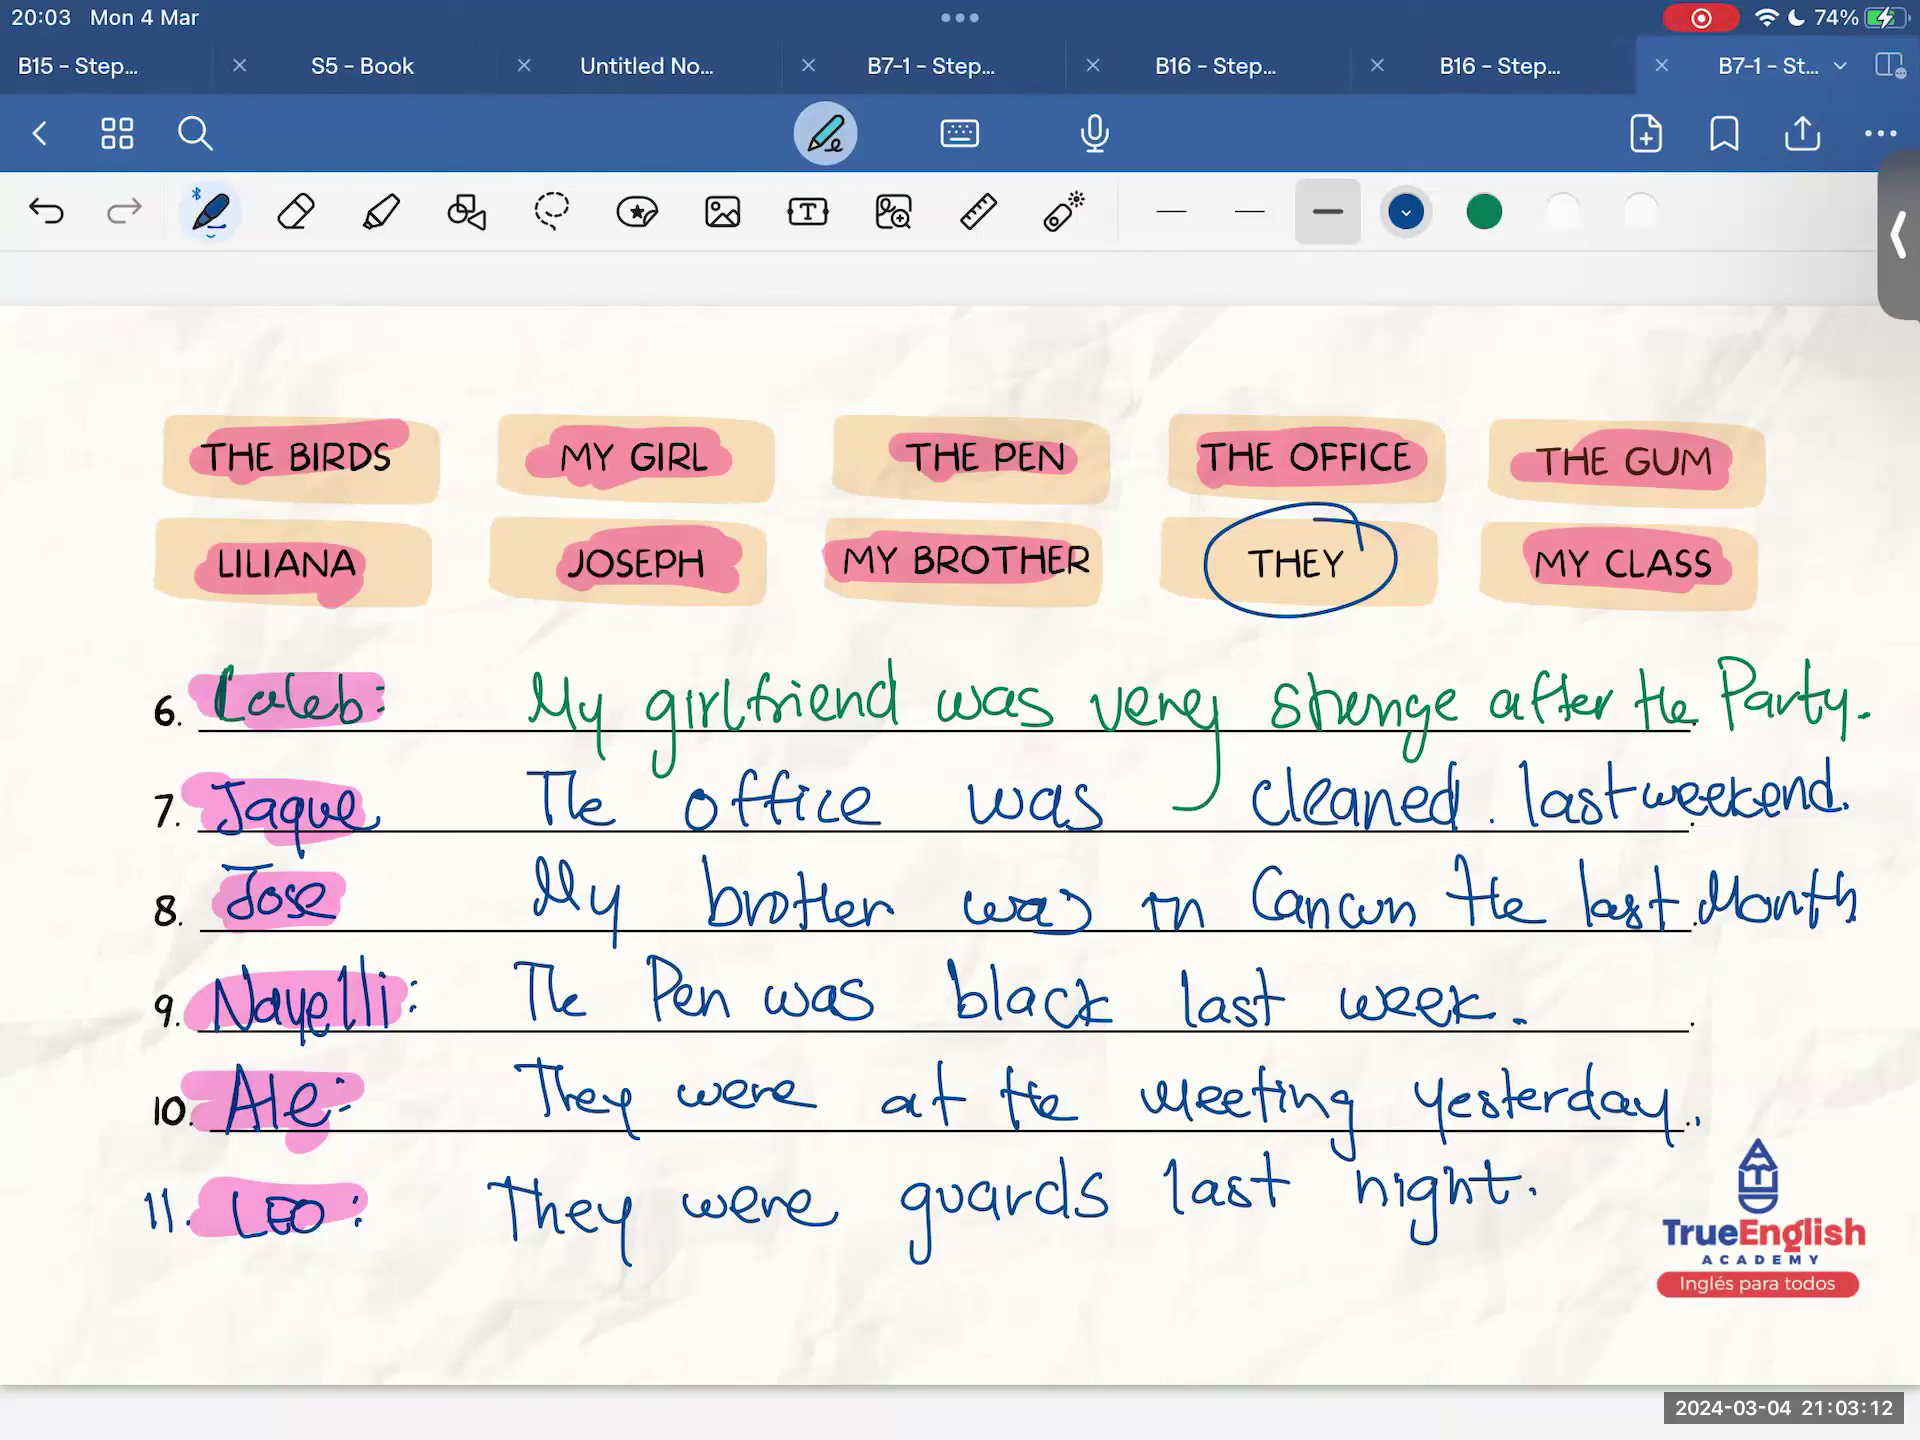 20:03 Mon 4 Mar
74%
B15 - Step... S5 - Book Untitled No... B7-1 - Step... B16 - Step... B16 - Step... B7-1 - St...
THE BIRDS MY GIRL THE PEN THE OFFICE THE GUM
LILIANA JOSEPH MY BROTHER THEY MY CLASS
6. Caleb: My girlfriend was very strange after the Party.
7. Jaque The office was cleaned. last weekend.
8. Jose My brother was in Cancun the last Month
9. Nayelli: The Pen was black last week.
10. Ale: They were at the Meeting yesterday.
11. LEO: They were guards last night.
TrueEnglish
ACADEMY
Inglés para todos
2024-03-04 21:03:12